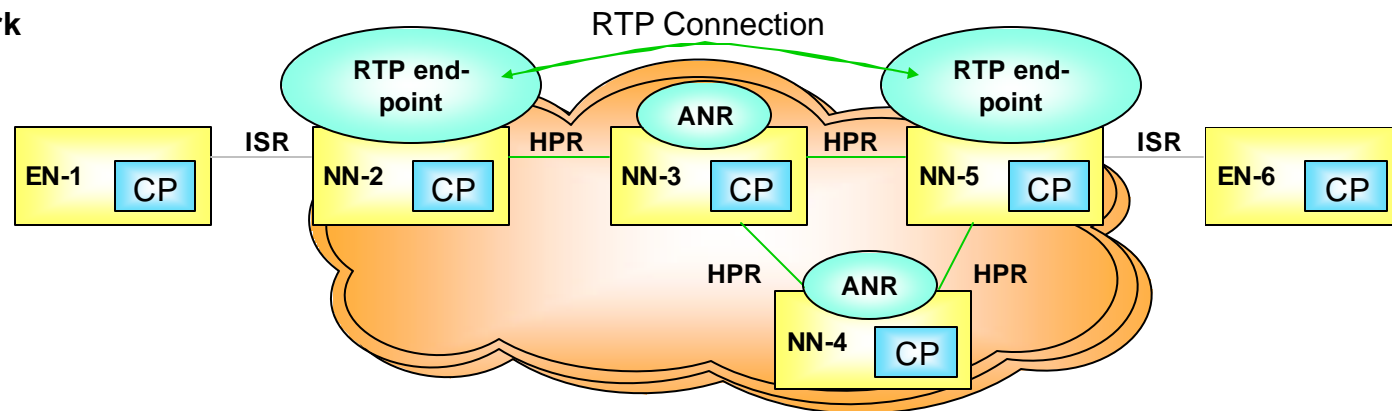 rk
RTP Connection
RTP end-
point
RTP end-
point
ANR
ISR
HPR
HPR
ISR
EN-1
CP
NN-2
CP
NN-3
CP
NN-5
CP
EN-6
CP
HPR
ANR
HPR
NN-4
CP